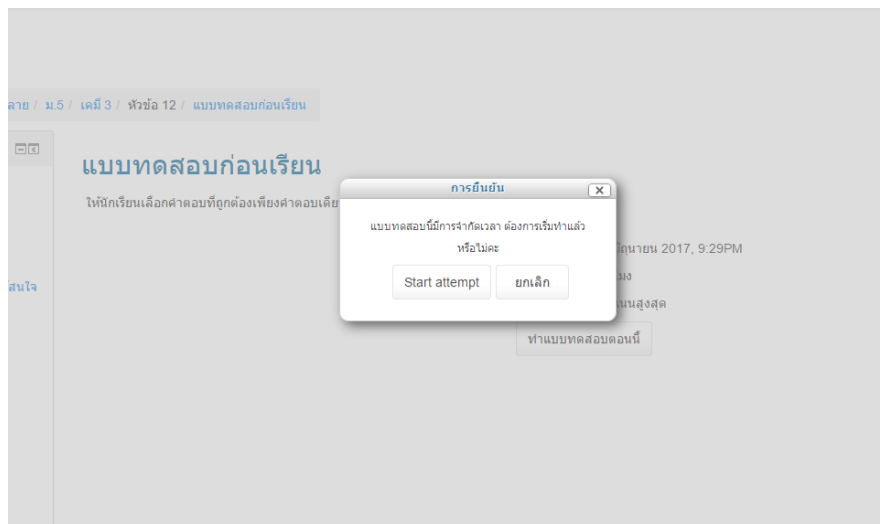 ลาย / ม.5 / เคมี 3 / หัวข้อ 12 / แบบทดสอบก่อนเรียน
แบบทดสอบก่อนเรียน
ให้นักเรียนเลือกคำตอบที่ถูกต้องเพียงคำตอบเดีย
การยืนยัน
แบบทดสอบนี้มีการจำกัดเวลา ต้องการเริ่มทำแล้ว
หรือไม่คะ
Start attempt ยกเลิก
ถุนายน 2017, 9:29PM
มง
สนใจ
นนสูงสุด
ทำแบบทดสอบตอนนี้